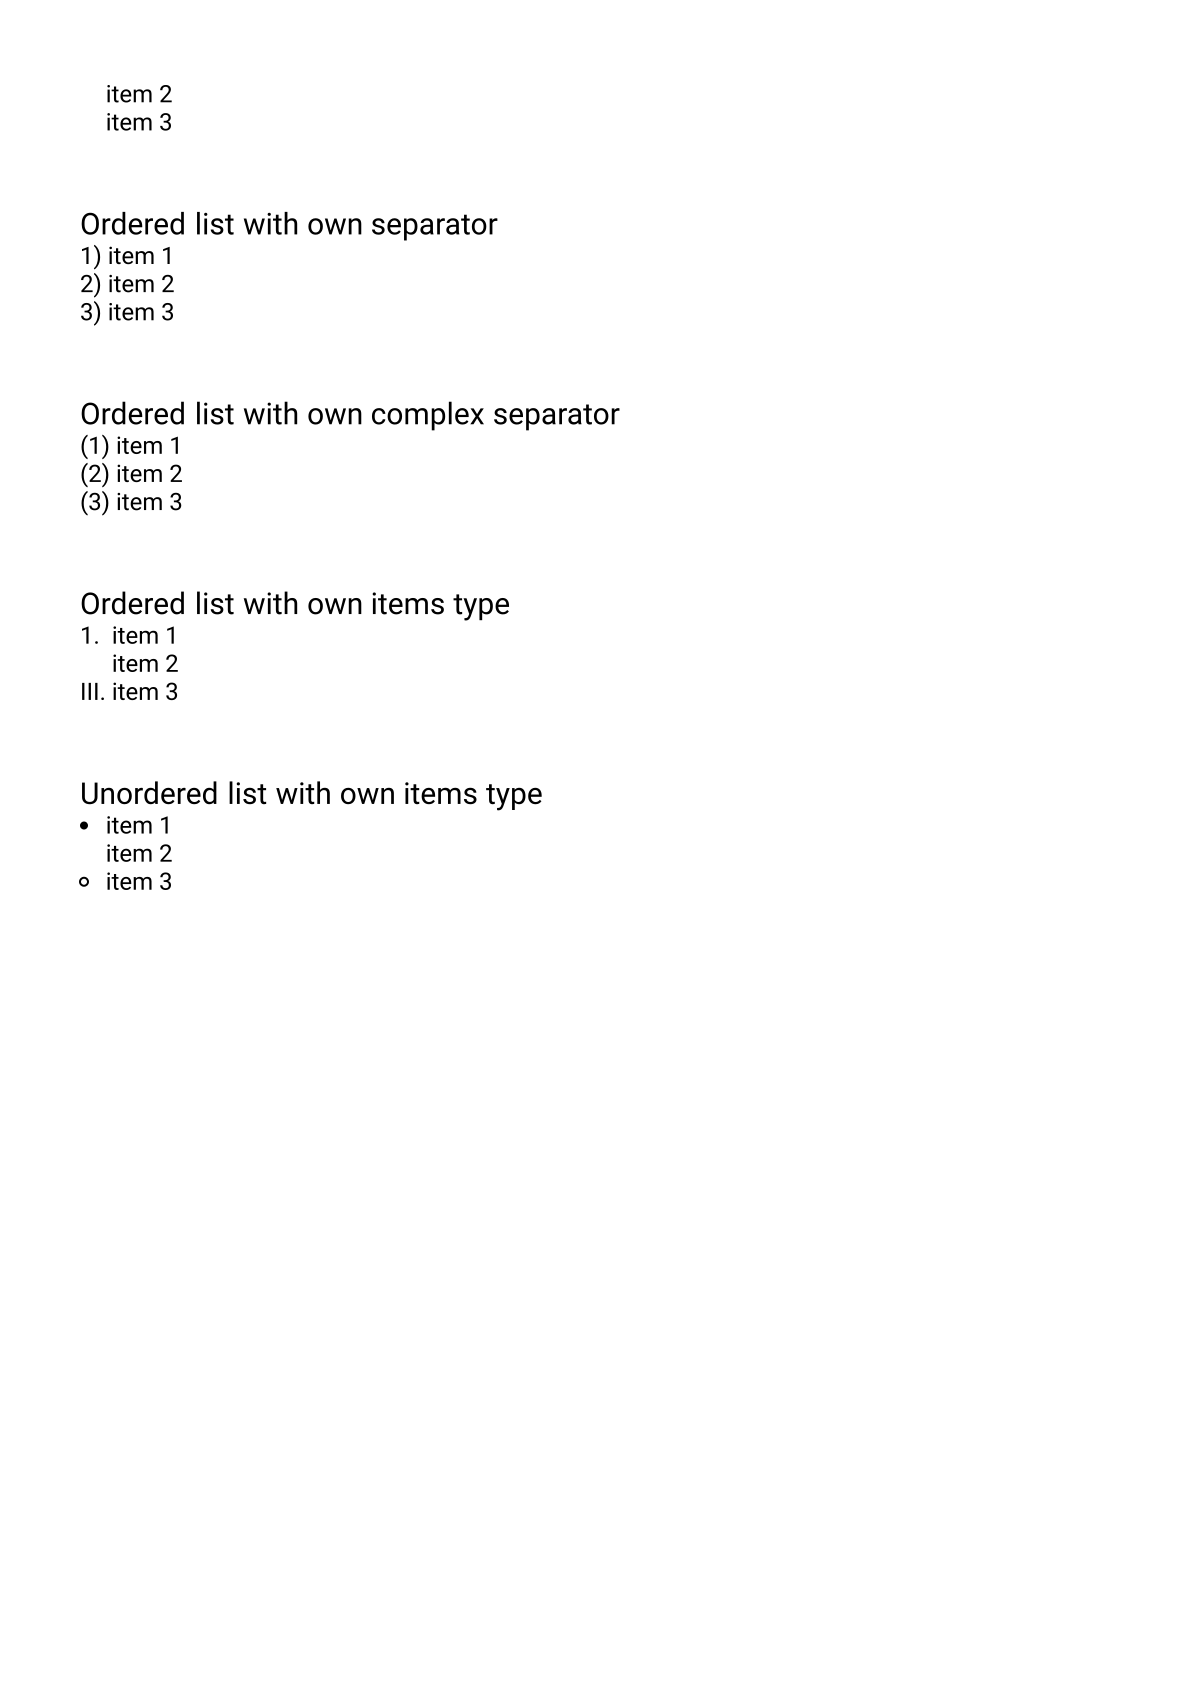 item 2
item 3
Ordered list with own separator
1) item 1
2) item 2
3) item 3
Ordered list with own complex separator
(1) item 1
(2) item 2
(3) item 3
Ordered list with own items type
1. item 1
item 2
III. item 3
Unordered list with own items type
• item 1
item 2
◦ item 3